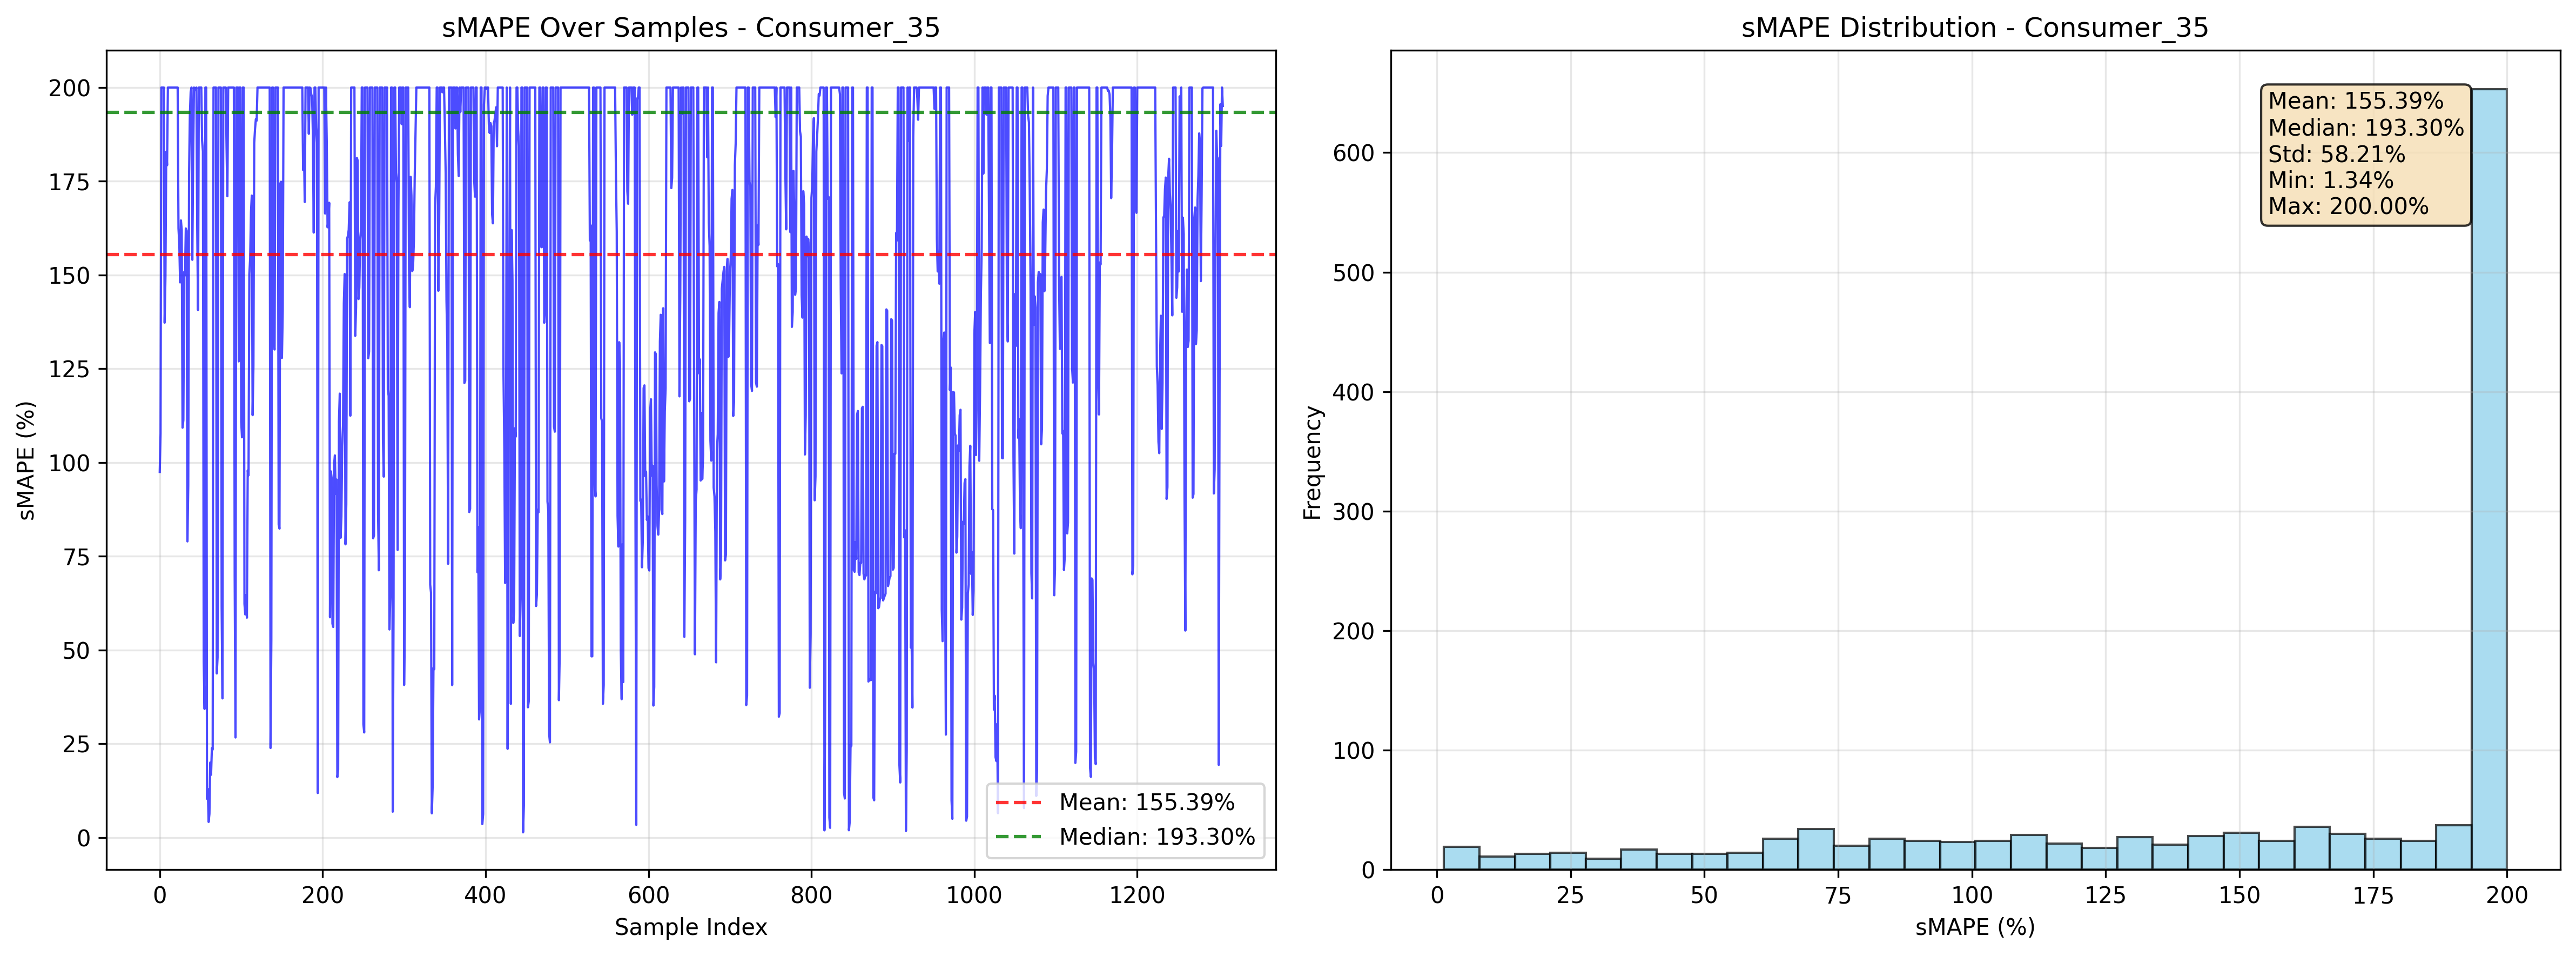 sMAPE Over Samples - Consumer_35
sMAPE (%)
200
175
150
125
100
75
50
25
0
0 200 400 600 800 1000 1200
Sample Index
Mean: 155.39%
Median: 193.30%
sMAPE Distribution - Consumer_35
Frequency
600
500
400
300
200
100
0
0 25 50 75 100 125 150 175 200
sMAPE (%)
Mean: 155.39%
Median: 193.30%
Std: 58.21%
Min: 1.34%
Max: 200.00%